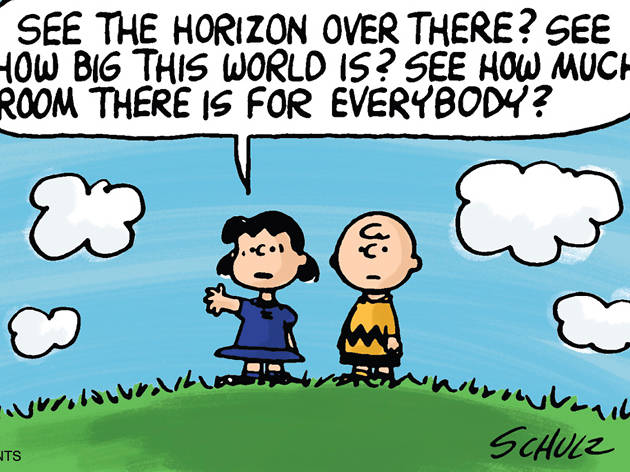 SEE THE HORIZON OVER THERE? SEE
HOW BIG THIS WORLD IS? SEE HOW MUCH
ROOM THERE IS FOR EVERYBODY?
SCHULZ
NTS